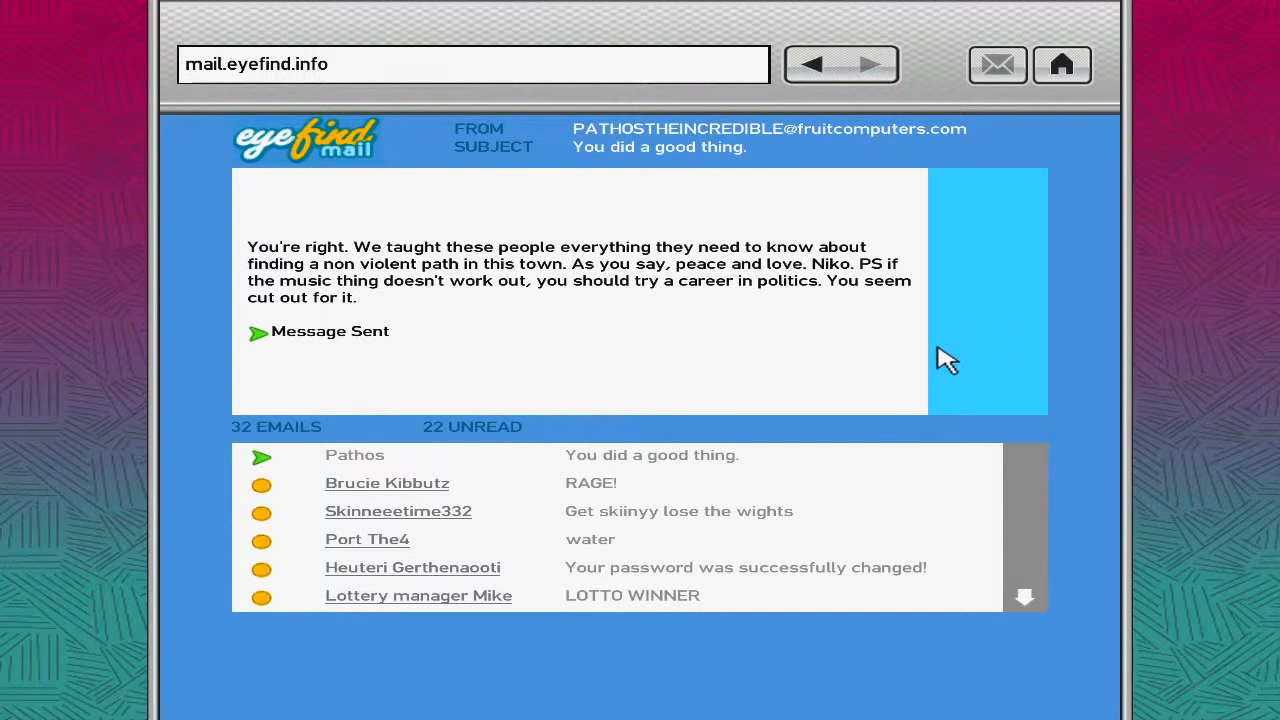 mail.eyefind.info
eyefind mail
FROM PATHOSTHEINCREDIBLE@fruitcomputers.com
SUBJECT You did a good thing.
You're right. We taught these people everything they need to know about
finding a non violent path in this town. As you say, peace and love. Niko. PS if
the music thing doesn't work out, you should try a career in politics. You seem
cut out for it.
Message Sent
32 EMAILS 22 UNREAD
Pathos You did a good thing.
Brucie Kibbutz RAGE!
Skinneeetime332 Get skiinyy lose the wights
Port The4 water
Heuteri Gerthenaooti Your password was successfully changed!
Lottery manager Mike LOTTO WINNER